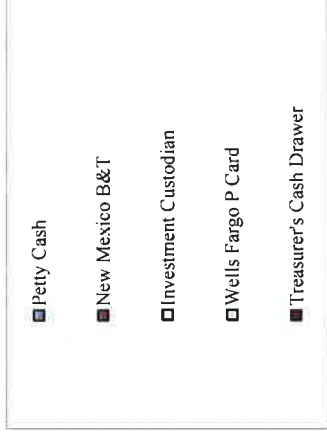 Petty Cash
New Mexico B&T
Investment Custodian
Wells Fargo P Card
Treasurer's Cash Drawer